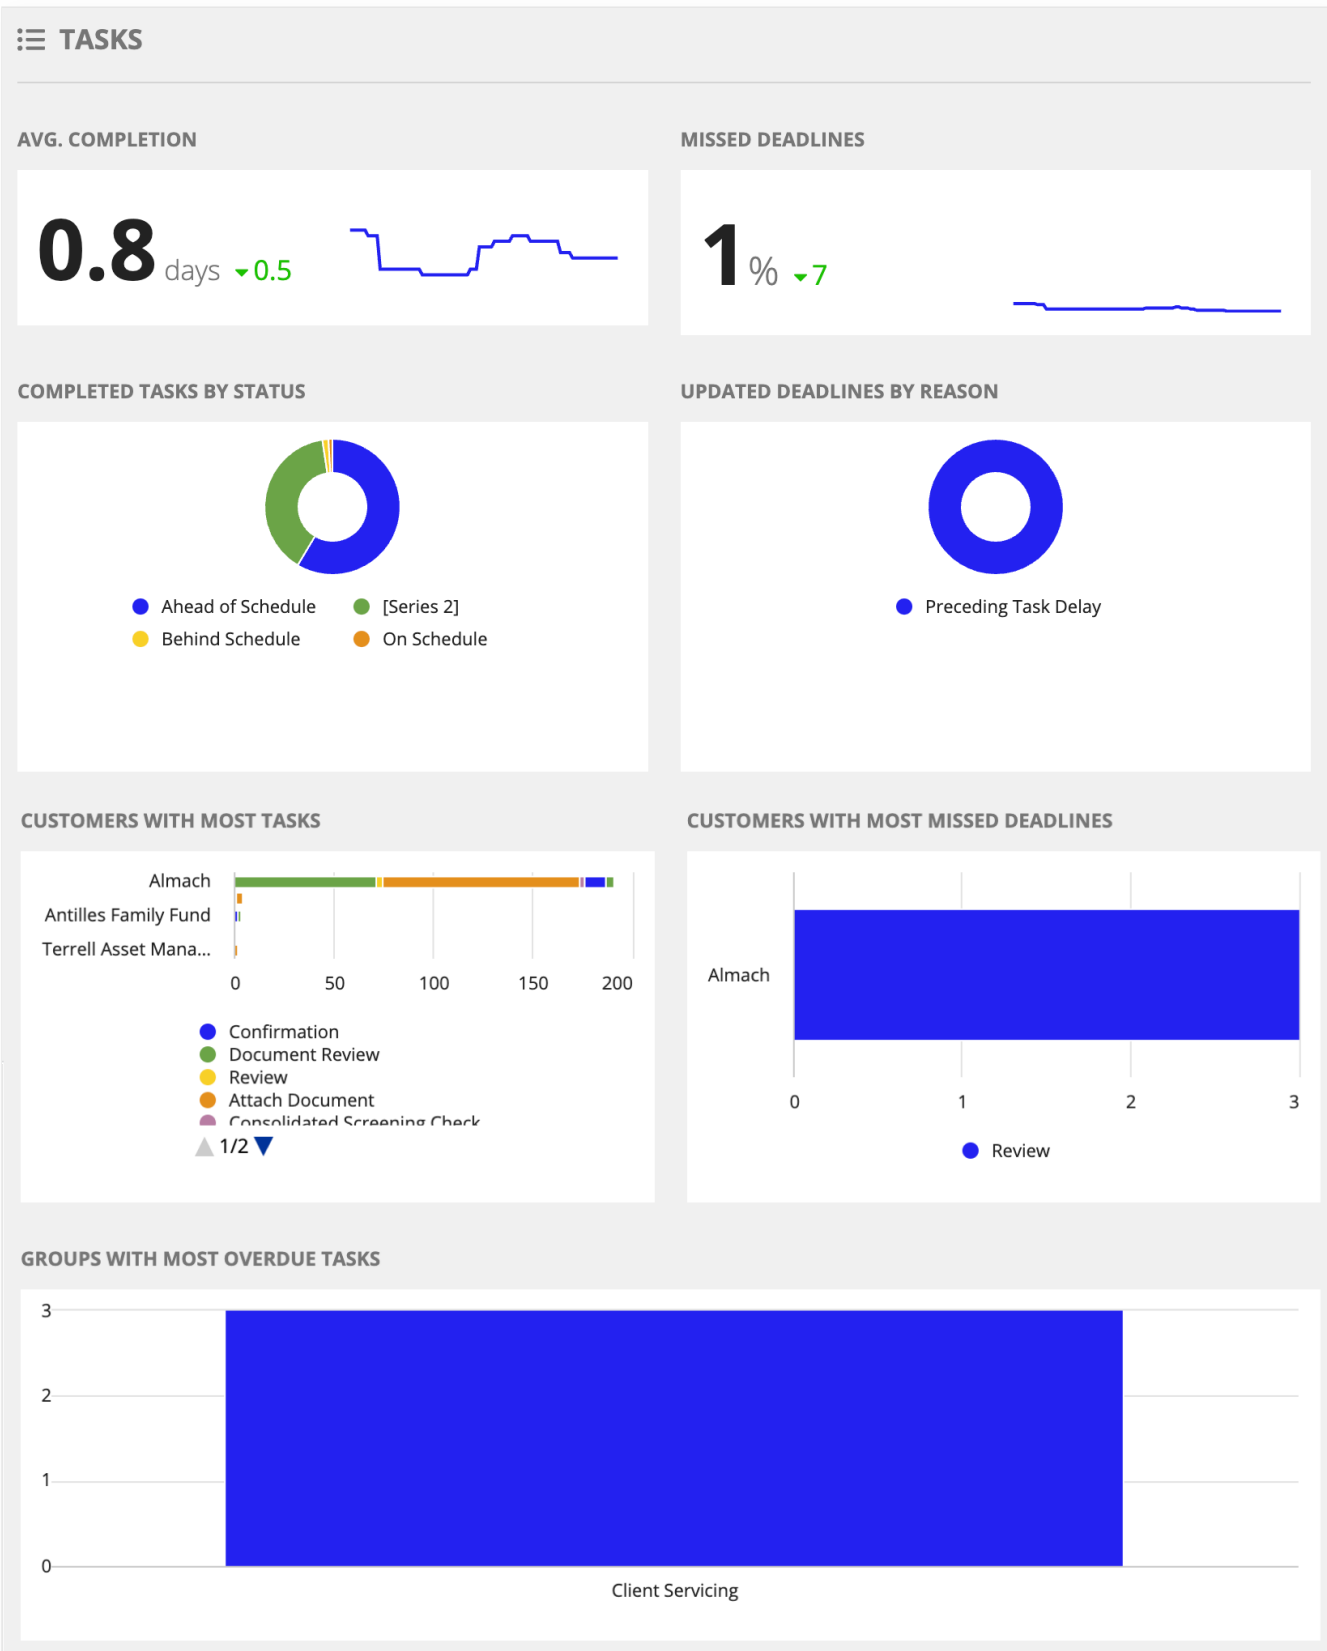 TASKS
AVG. COMPLETION
MISSED DEADLINES
0.8 days 0.5
1 % 7
COMPLETED TASKS BY STATUS
UPDATED DEADLINES BY REASON
Ahead of Schedule
[Series 2]
Behind Schedule
On Schedule
Preceding Task Delay
CUSTOMERS WITH MOST TASKS
CUSTOMERS WITH MOST MISSED DEADLINES
Almach
Antilles Family Fund
Terrell Asset Mana...
0 50 100 150 200
Confirmation
Document Review
Review
Attach Document
Consolidated Screening Check
1/2
Almach
0 1 2 3
Review
GROUPS WITH MOST OVERDUE TASKS
3
2
1
0
Client Servicing